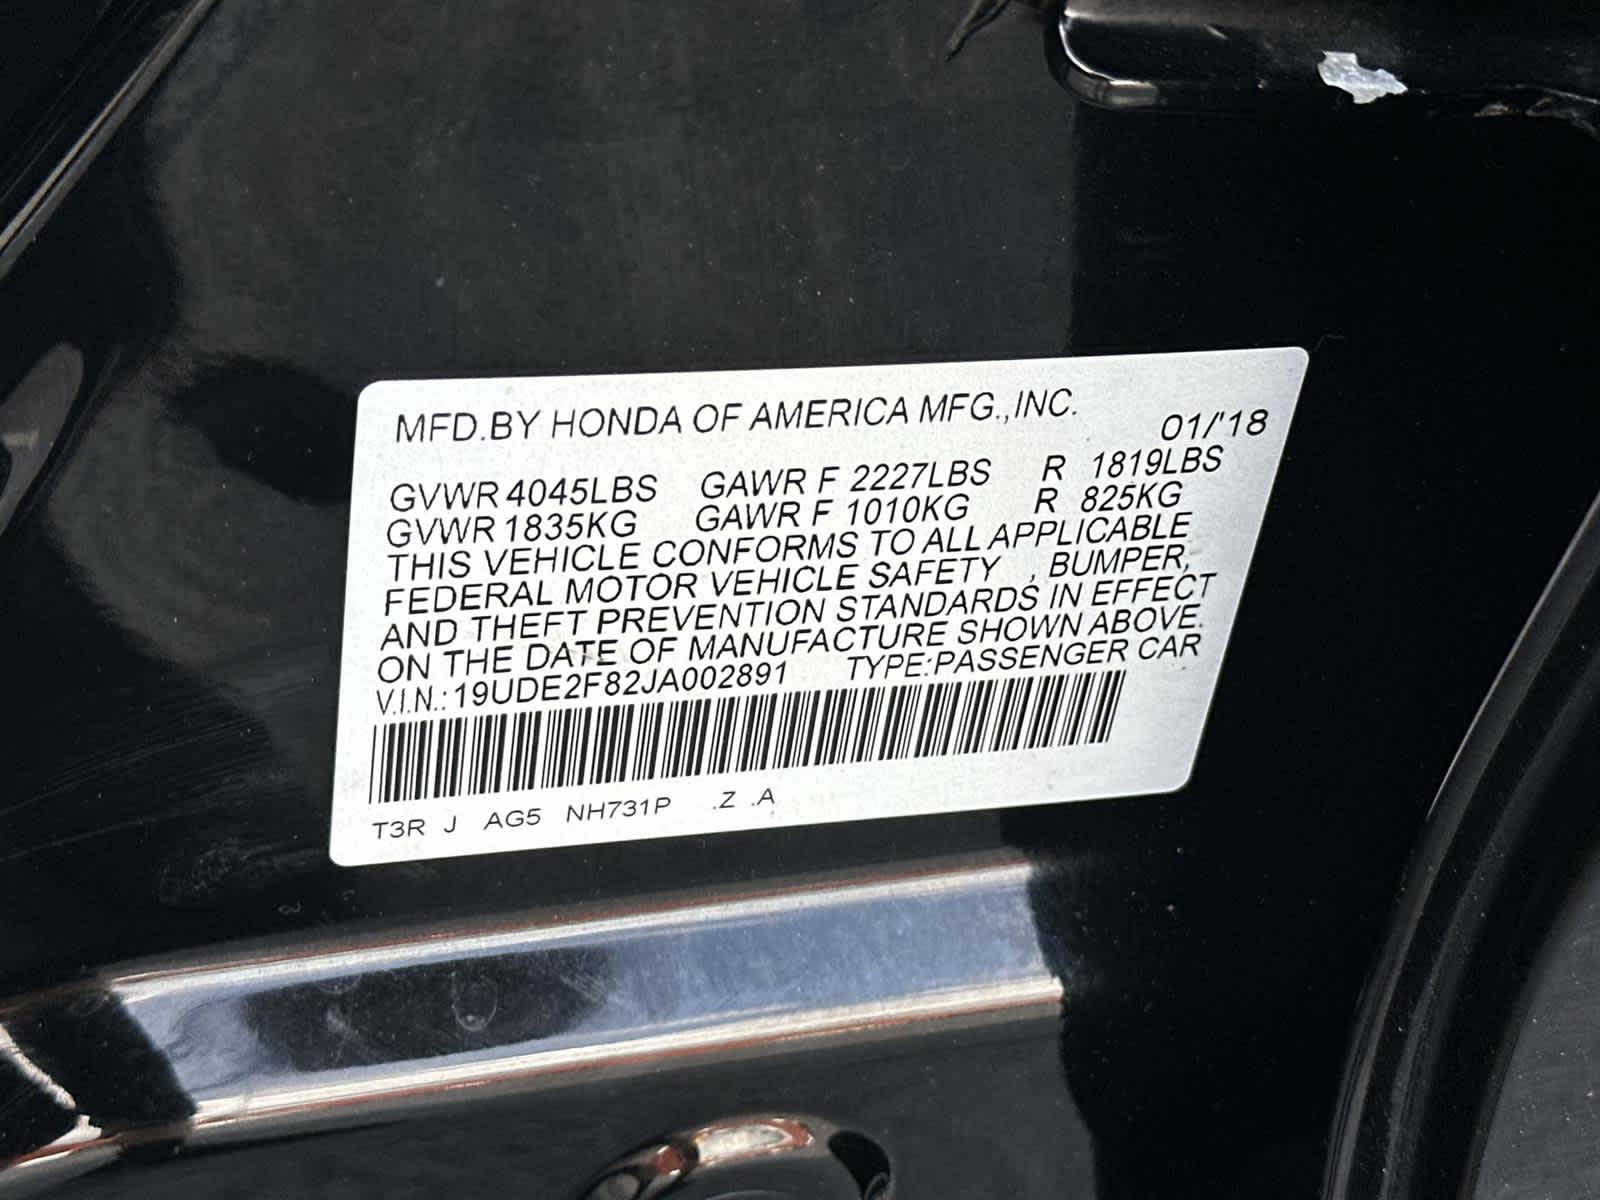 MFD.BY HONDA OF AMERICA MFG.,INC.
01/'18
GVWR 4045LBS GAWR F 2227LBS R 1819LBS
GVWR 1835KG GAWR F 1010KG R 825KG
THIS VEHICLE CONFORMS TO ALL APPLICABLE
FEDERAL MOTOR VEHICLE SAFETY , BUMPER,
AND THEFT PREVENTION STANDARDS IN EFFECT
ON THE DATE OF MANUFACTURE SHOWN ABOVE.
V.I.N.: 19UDE2F82JA002891 TYPE:PASSENGER CAR
T3R J AG5 NH731P .Z .A